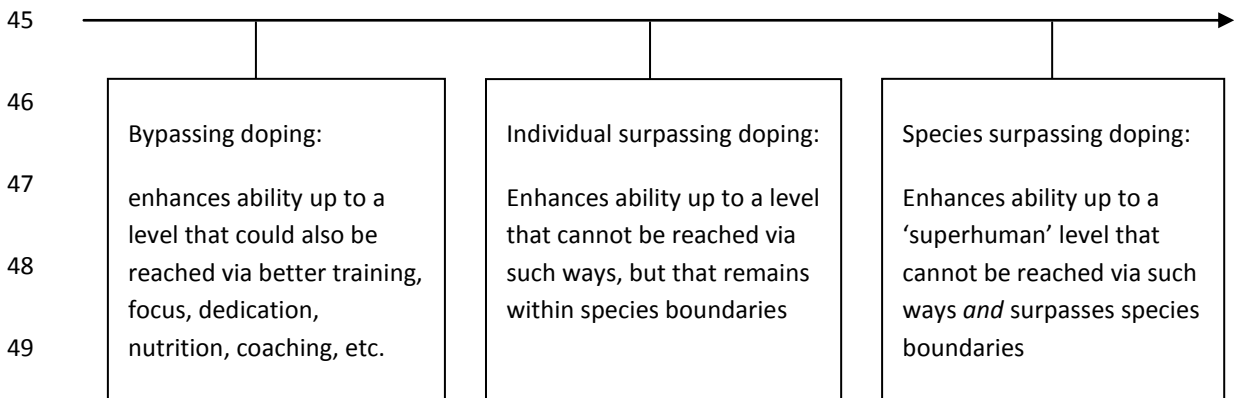 45
46
Bypassing doping:
Individual surpassing doping:
Species surpassing doping:
47
enhances ability up to a
level that could also be
48
reached via better training,
focus, dedication,
49
nutrition, coaching, etc.
Enhances ability up to a level
that cannot be reached via
such ways, but that remains
within species boundaries
Enhances ability up to a
‘superhuman’ level that
cannot be reached via such
ways and surpasses species
boundaries